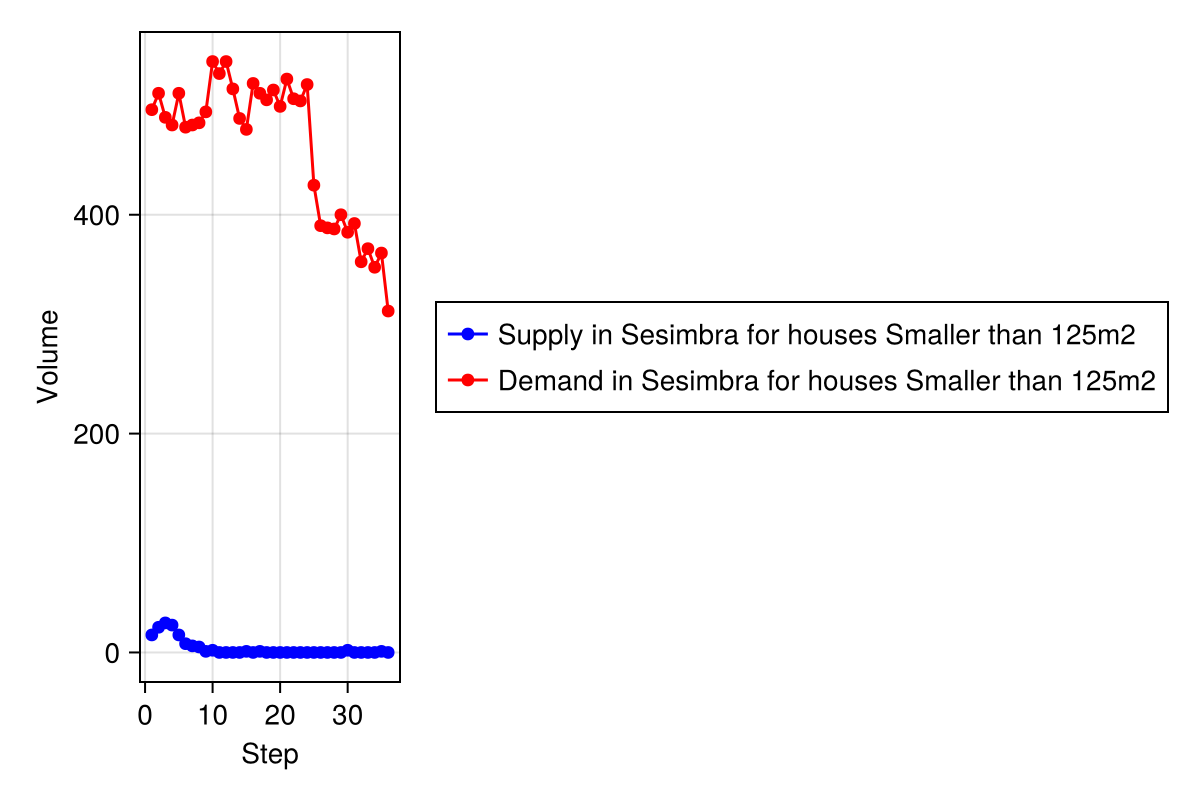 Volume
400
200
0
0 10 20 30
Step
Supply in Sesimbra for houses Smaller than 125m2
Demand in Sesimbra for houses Smaller than 125m2